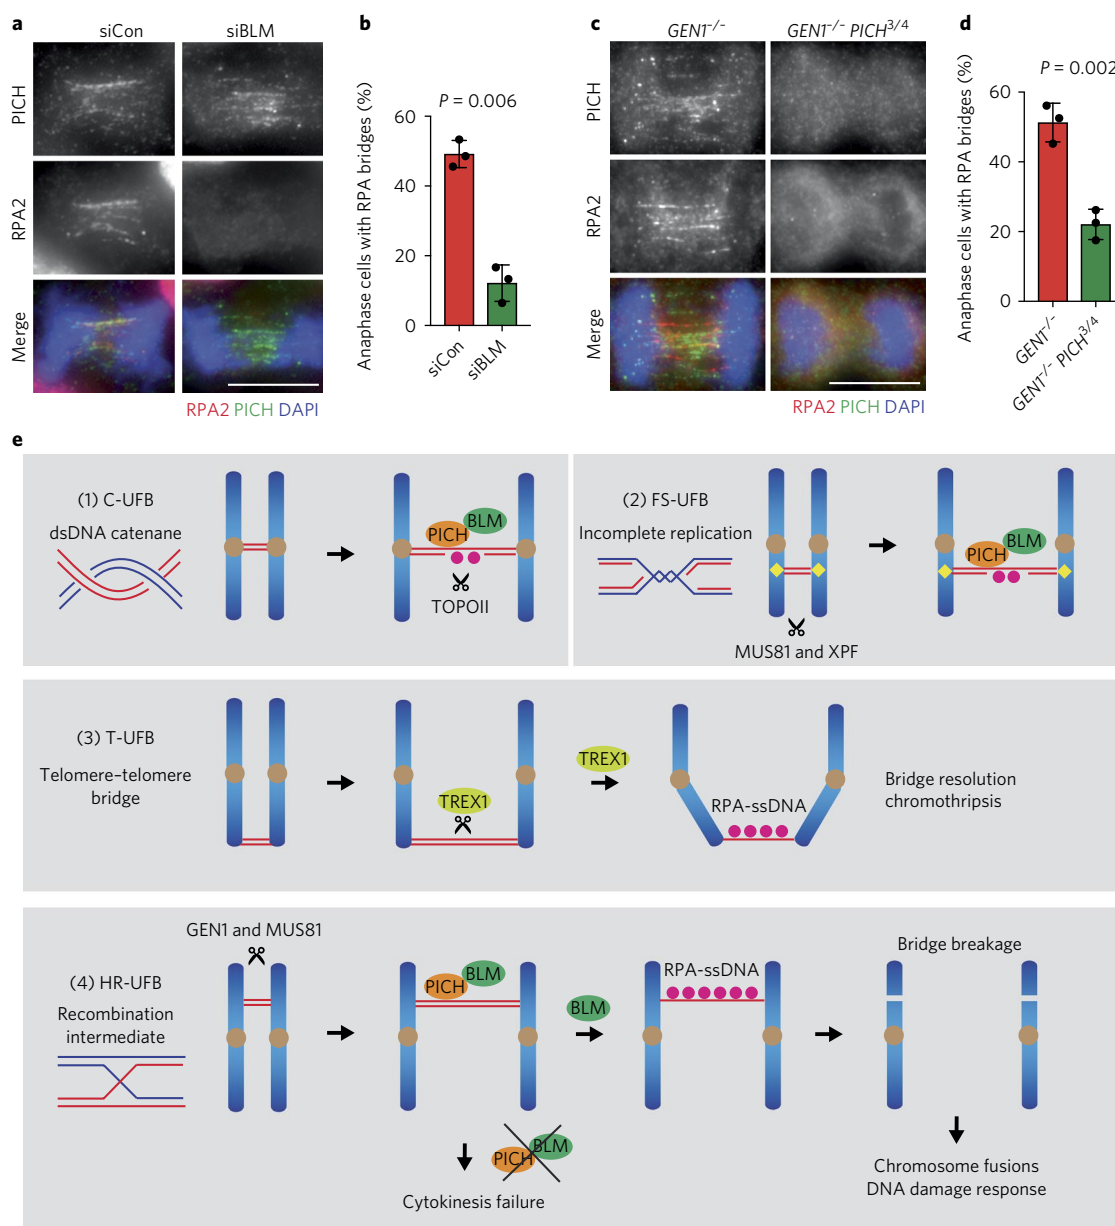 a
siCon
siBLM
PICH
RPA2
Merge
RPA2 PICH DAPI
b
P = 0.006
Anaphase cells with RPA bridges (%)
60
40
20
0
siCon
siBLM
c
GEN1⁻/⁻
GEN1⁻/⁻ PICH³/⁴
PICH
RPA2
Merge
RPA2 PICH DAPI
d
P = 0.002
Anaphase cells with RPA bridges (%)
60
40
20
0
GEN1⁻/⁻
GEN1⁻/⁻ PICH³/⁴
e
(1) C-UFB
dsDNA catenane
PICH
BLM
TOPOII
(2) FS-UFB
Incomplete replication
MUS81 and XPF
PICH
BLM
(3) T-UFB
Telomere–telomere
bridge
TREX1
TREX1
RPA-ssDNA
Bridge resolution
chromothripsis
GEN1 and MUS81
(4) HR-UFB
Recombination
intermediate
PICH
BLM
BLM
RPA-ssDNA
Bridge breakage
PICH
BLM
Cytokinesis failure
Chromosome fusions
DNA damage response